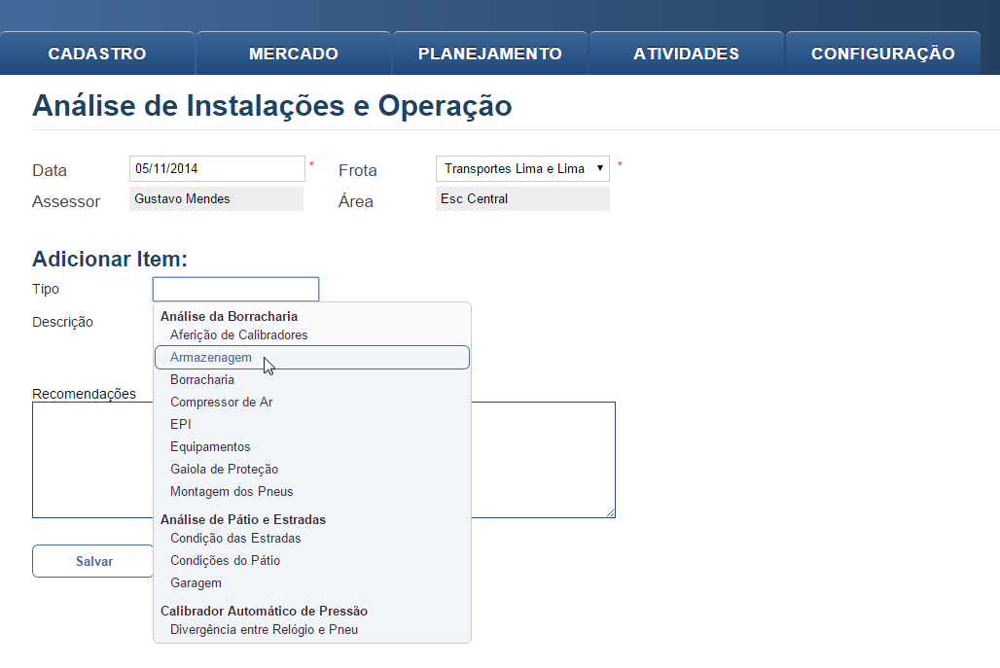 CADASTRO MERCADO PLANEJAMENTO ATIVIDADES CONFIGURAÇÃO
Análise de Instalações e Operação
Data 05/11/2014 * Frota Transportes Lima e Lima *
Assessor Gustavo Mendes Área Esc Central
Adicionar Item:
Tipo
Descrição
Análise da Borracharia
Aferição de Calibradores
Armazenagem
Borracharia
Compressor de Ar
EPI
Equipamentos
Gaiola de Proteção
Montagem dos Pneus
Análise de Pátio e Estradas
Condição das Estradas
Condições do Pátio
Garagem
Calibrador Automático de Pressão
Divergência entre Relógio e Pneu
Recomendações
Salvar